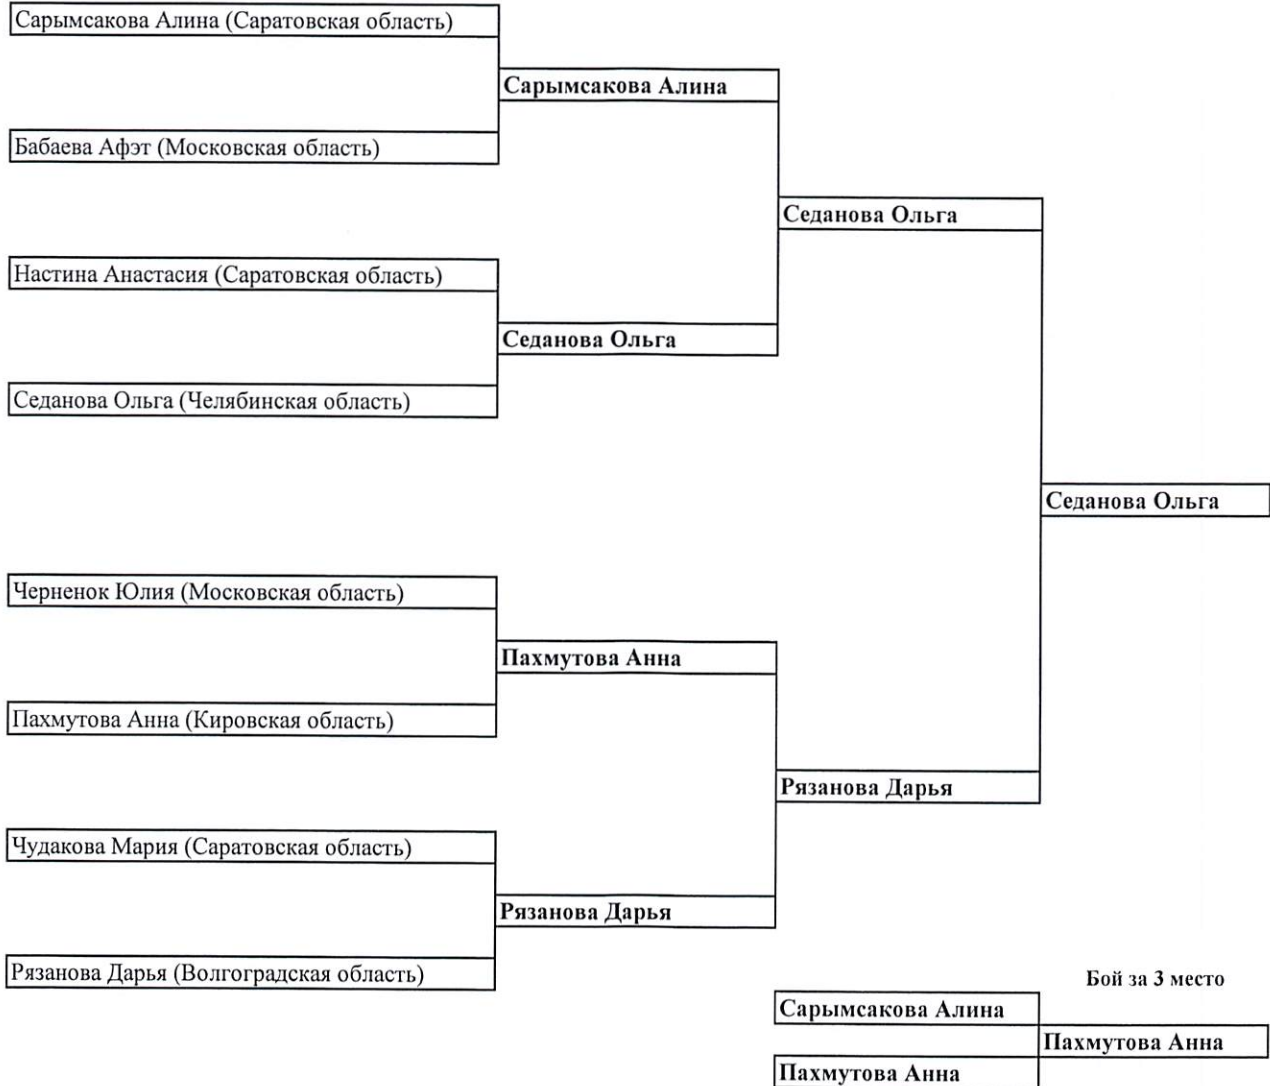 Сарымсакова Алина (Саратовская область)
Сарымсакова Алина
Бабаева Афэт (Московская область)
Седанова Ольга
Настина Анастасия (Саратовская область)
Седанова Ольга
Седанова Ольга (Челябинская область)
Седанова Ольга
Черненок Юлия (Московская область)
Пахмутова Анна
Пахмутова Анна (Кировская область)
Рязанова Дарья
Чудакова Мария (Саратовская область)
Рязанова Дарья
Рязанова Дарья (Волгоградская область)
Бой за 3 место
Сарымсакова Алина
Пахмутова Анна
Пахмутова Анна